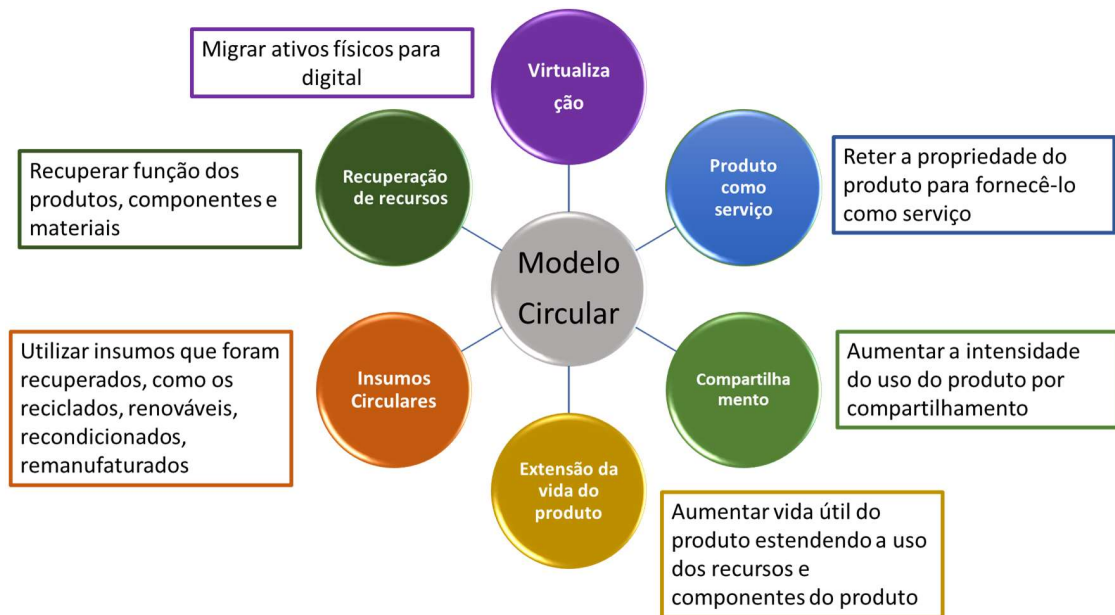 Migrar ativos físicos para
digital
Virtualiza
ção
Recuperar função dos
produtos, componentes e
materiais
Recuperação
de recursos
Produto
como
serviço
Reter a propriedade do
produto para fornecê-lo
como serviço
Modelo
Circular
Utilizar insumos que foram
recuperados, como os
reciclados, renováveis,
recondicionados,
remanufaturados
Insumos
Circulares
Compartilha
mento
Aumentar a intensidade
do uso do produto por
compartilhamento
Extensão da
vida do
produto
Aumentar vida útil do
produto estendendo a uso
dos recursos e
componentes do produto